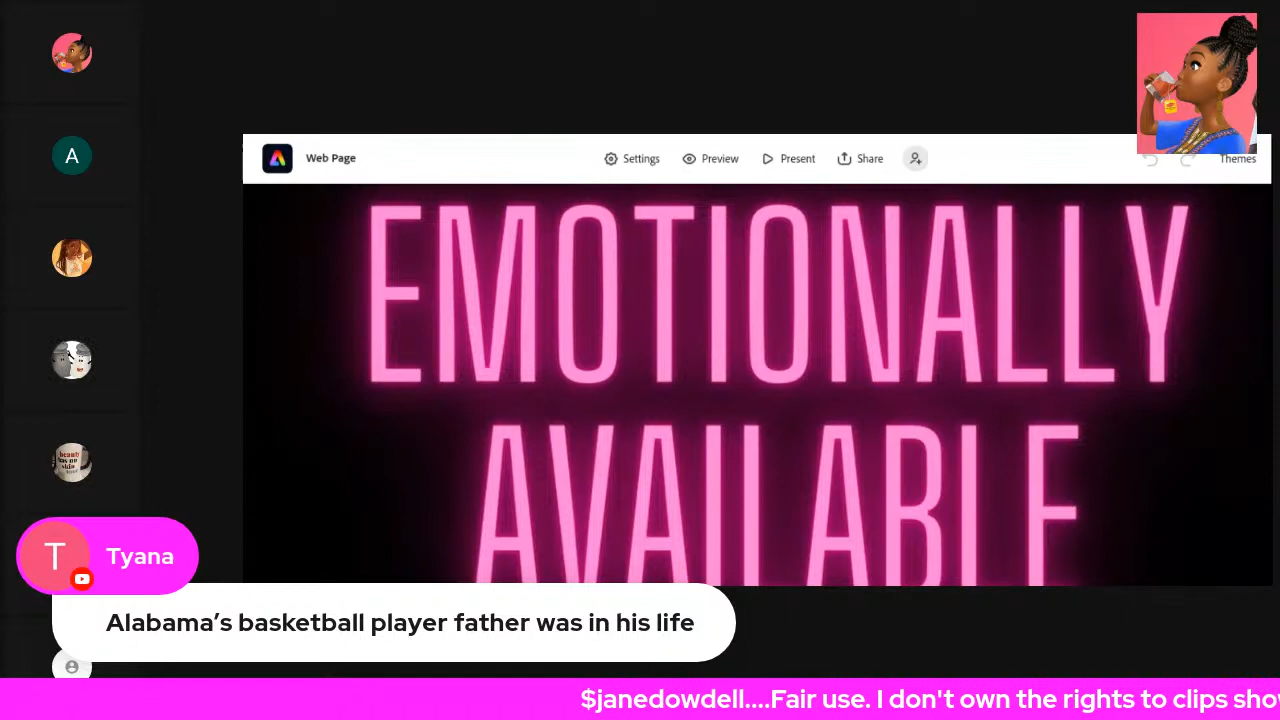 A
Web Page
Settings
Preview
Present
Share
Themes
EMOTIONALLY
AVAILABLE
T
Tyana
Alabama’s basketball player father was in his life
$janedowdell....Fair use. I don't own the rights to clips sho